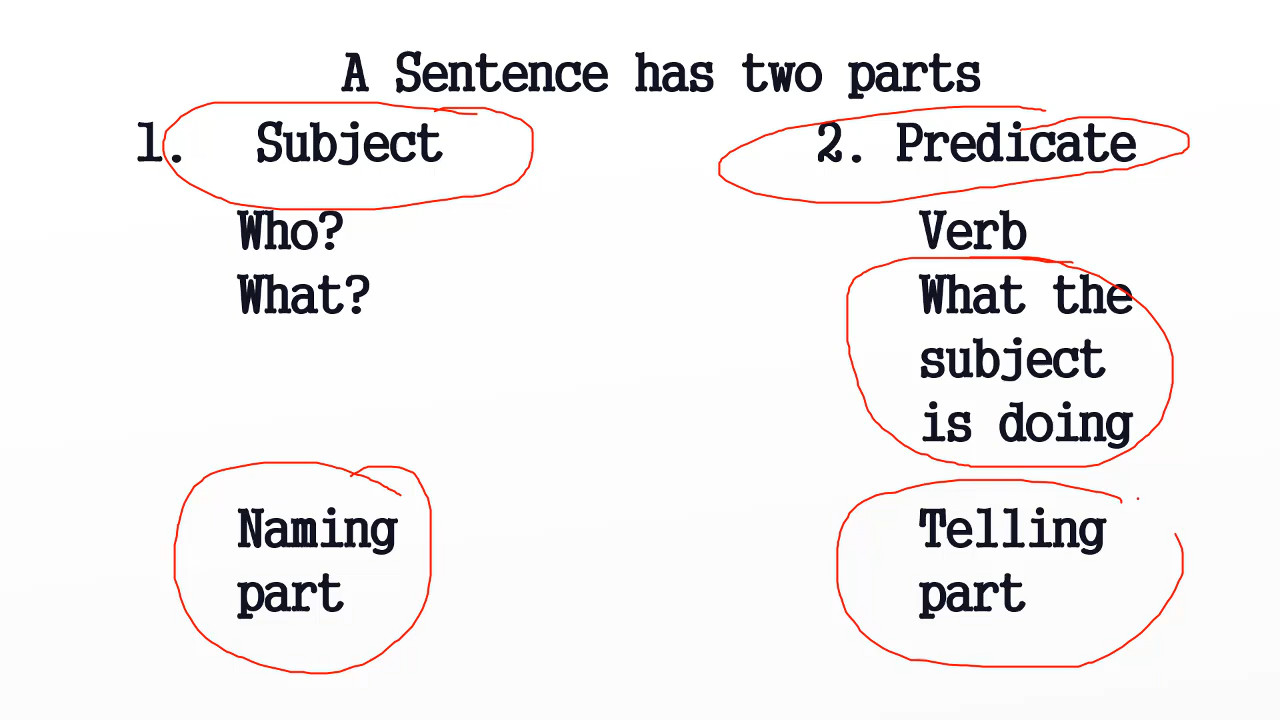 A Sentence has two parts
1. Subject
Who?
What?
Naming
part
2. Predicate
Verb
What the
subject
is doing
Telling
part